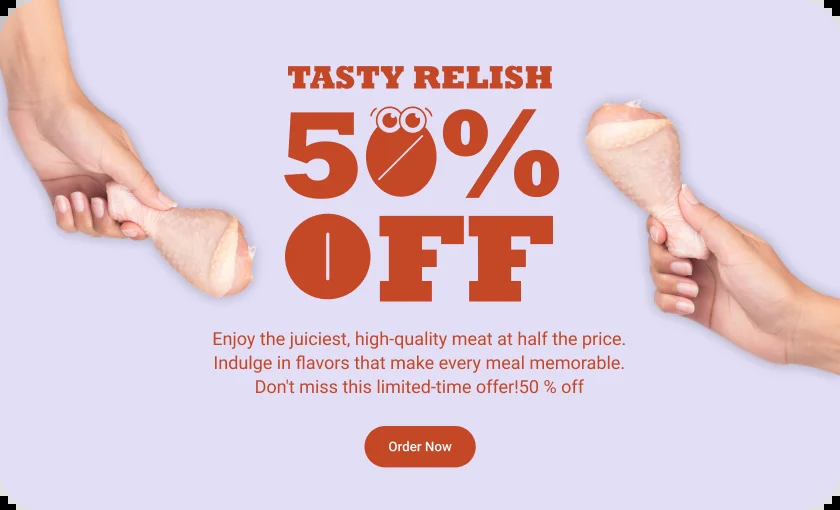 TASTY RELISH
50%
OFF
Enjoy the juiciest, high-quality meat at half the price.
Indulge in flavors that make every meal memorable.
Don't miss this limited-time offer!50 % off
Order Now